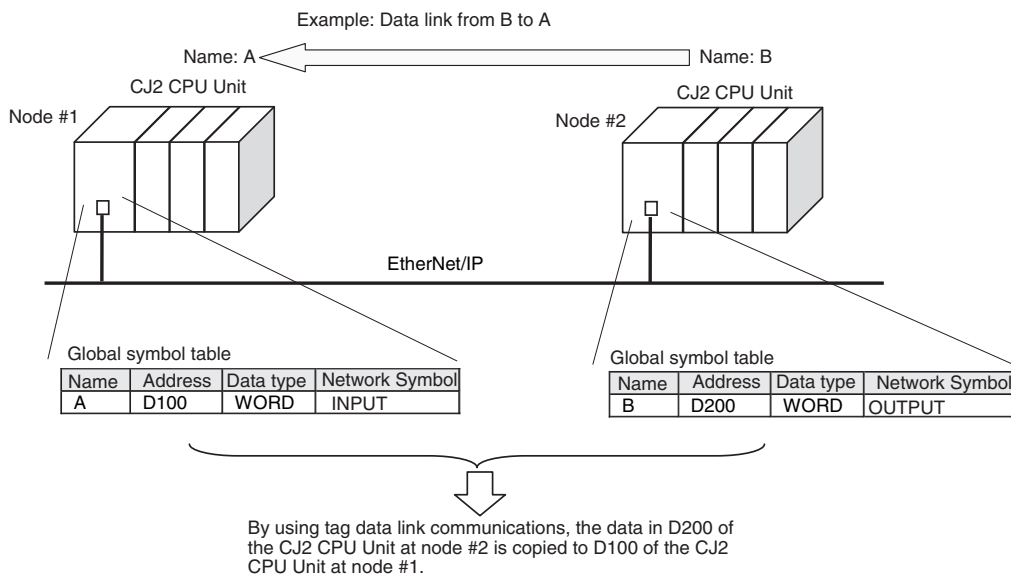 Example: Data link from B to A
Name: A
Name: B
CJ2 CPU Unit
CJ2 CPU Unit
Node #1
Node #2
EtherNet/IP
Global symbol table
Name Address Data type Network Symbol
A D100 WORD INPUT
Global symbol table
Name Address Data type Network Symbol
B D200 WORD OUTPUT
By using tag data link communications, the data in D200 of
the CJ2 CPU Unit at node #2 is copied to D100 of the CJ2
CPU Unit at node #1.